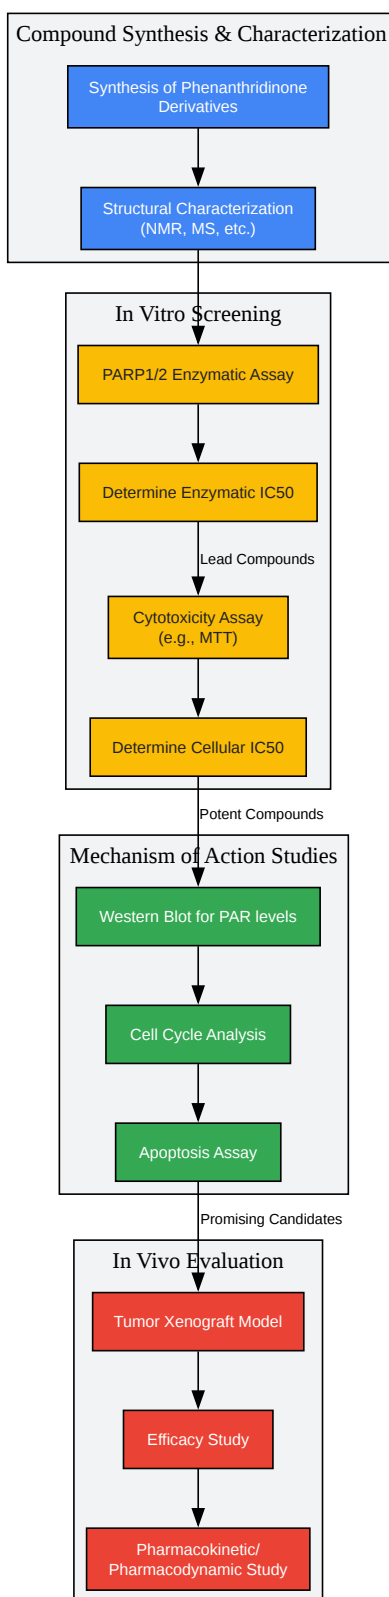 Compound Synthesis & Characterization
Synthesis of Phenanthridinone
Derivatives
Structural Characterization
(NMR, MS, etc.)
In Vitro Screening
PARP1/2 Enzymatic Assay
Determine Enzymatic IC50
Lead Compounds
Cytotoxicity Assay
(e.g., MTT)
Determine Cellular IC50
Potent Compounds
Mechanism of Action Studies
Western Blot for PAR levels
Cell Cycle Analysis
Apoptosis Assay
Promising Candidates
In Vivo Evaluation
Tumor Xenograft Model
Efficacy Study
Pharmacokinetic/
Pharmacodynamic Study